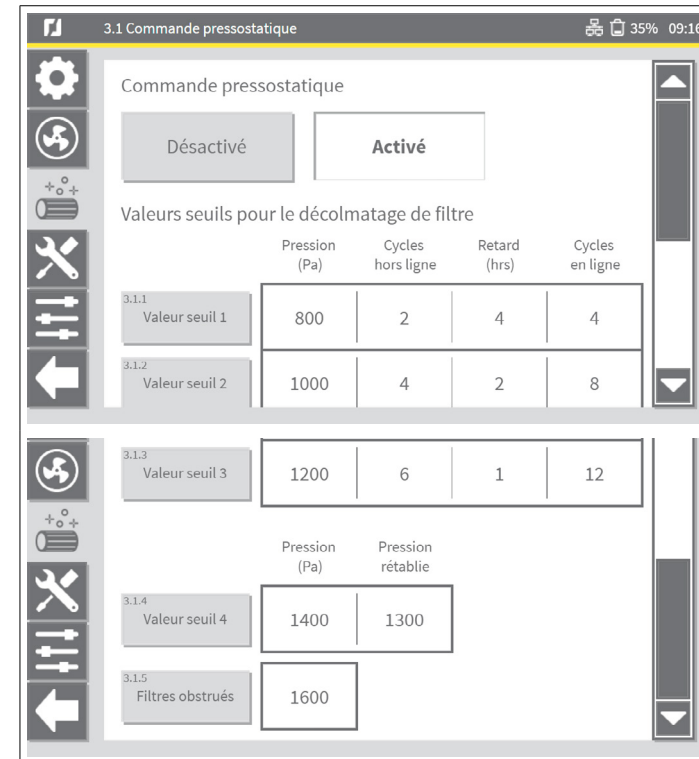 3.1 Commande pressostatique 35% 09:16
Commande pressostatique
Désactivé Activé
Valeurs seuils pour le décolmatage de filtre
Pression Cycles Retard Cycles
(Pa) hors ligne (hrs) en ligne
3.1.1
Valeur seuil 1 800 2 4 4
3.1.2
Valeur seuil 2 1000 4 2 8
3.1.3
Valeur seuil 3 1200 6 1 12
Pression Pression
(Pa) rétablie
3.1.4
Valeur seuil 4 1400 1300
3.1.5
Filtres obstrués 1600